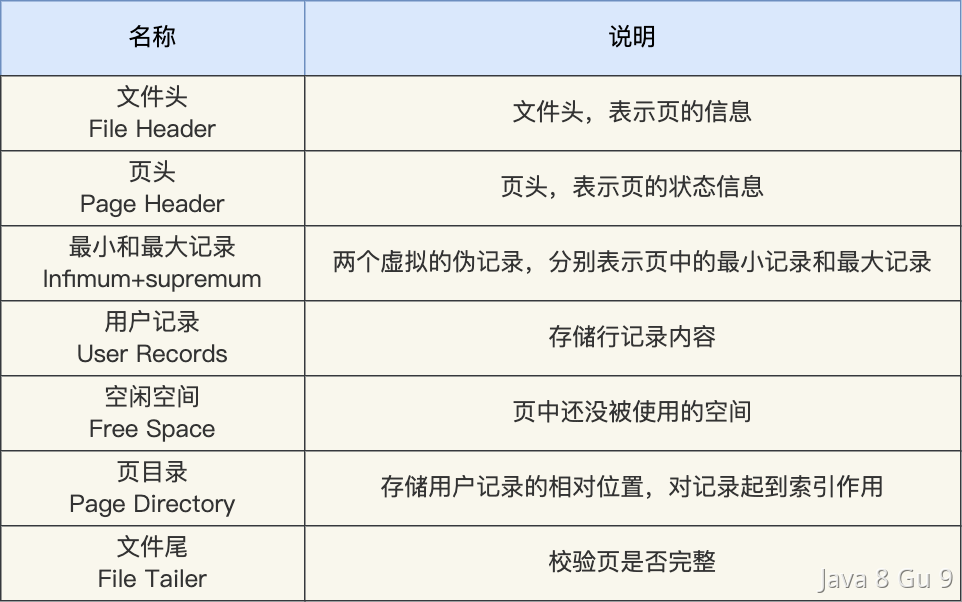 名称
说明
文件头
File Header
文件头，表示页的信息
页头
Page Header
页头，表示页的状态信息
最小和最大记录
Infimum+supremum
两个虚拟的伪记录，分别表示页中的最小记录和最大记录
用户记录
User Records
存储行记录内容
空闲空间
Free Space
页中还没被使用的空间
页目录
Page Directory
存储用户记录的相对位置，对记录起到索引作用
文件尾
File Tailer
校验页是否完整
Java 8 Gu 9